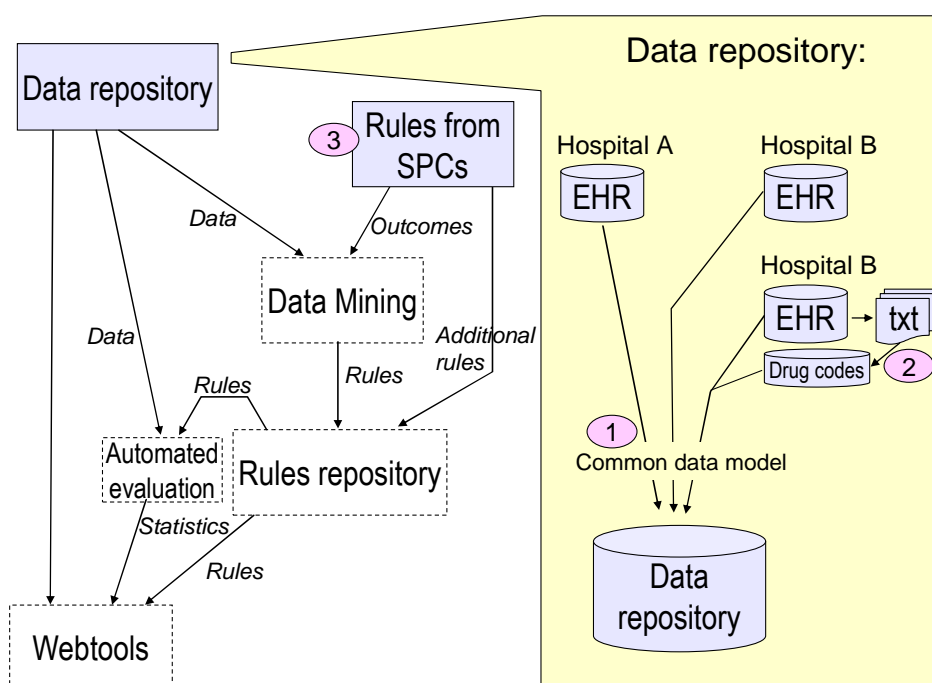 Data repository
3
Rules from
SPCs
Data
Outcomes
Data Mining
Data
Additional
rules
Rules
Rules
Automated
evaluation
Rules repository
Statistics
Rules
Webtools
Data repository:
Hospital A
Hospital B
EHR
EHR
Hospital B
EHR
txt
Drug codes
2
1
Common data model
Data
repository